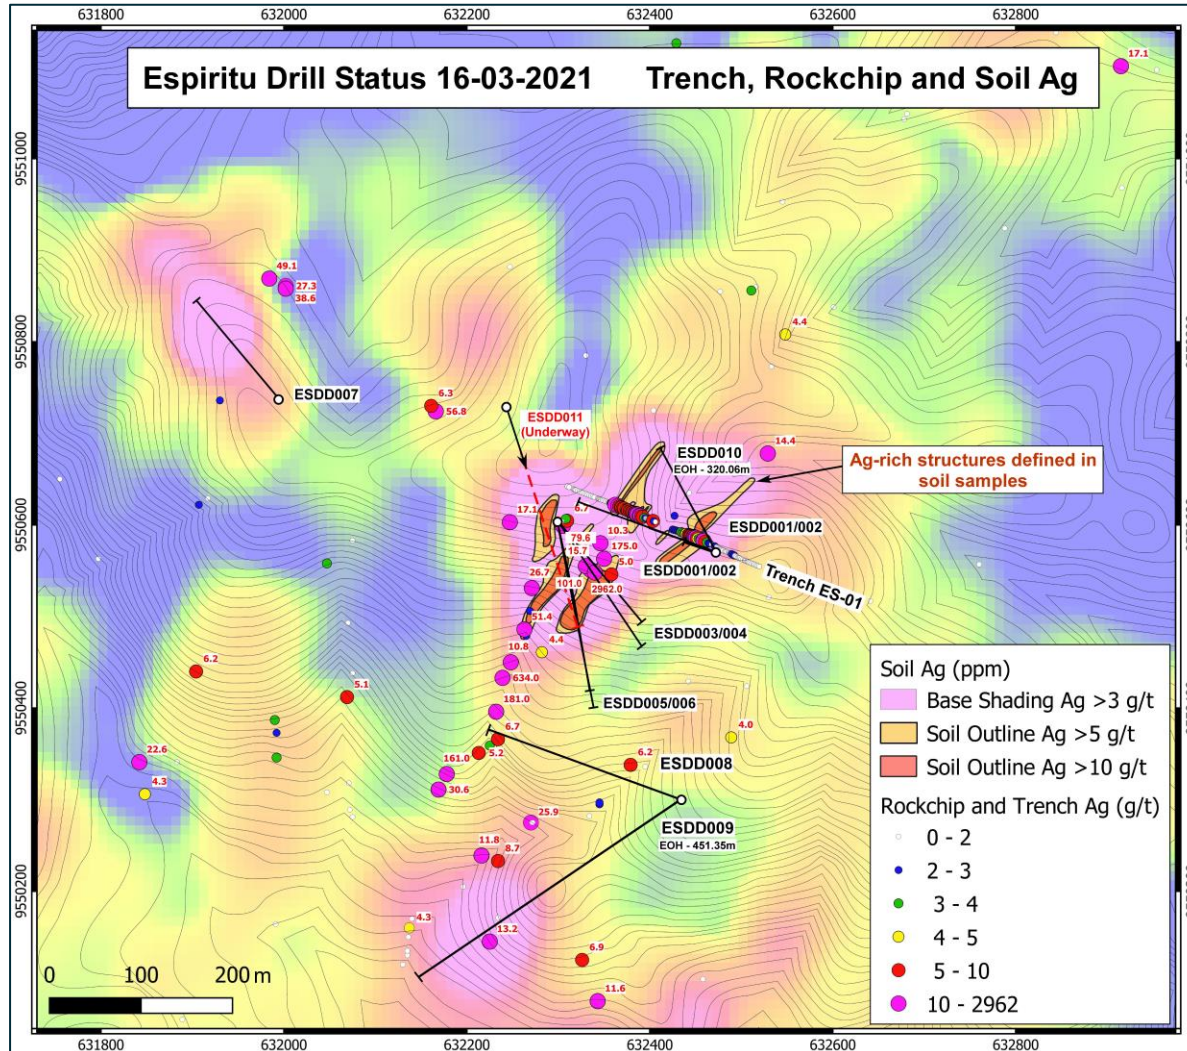 631800 632000 632200 632400 632600 632800
Espiritu Drill Status 16-03-2021 Trench, Rockchip and Soil Ag
17.1
9551000
49.1
27.3
38.6
4.4
9550800
ESDD007
6.3
56.8
ESDD011
(Underway)
ESDD010
EOH - 320.06m
14.4
Ag-rich structures defined in
soil samples
17.1
6.7
9550600
79.6
10.3
ESDD001/002
15.7
175.0
5.0
ESDD001/002
Trench ES-01
26.7
101.0
2962.0
51.4
ESDD003/004
4.4
10.8
6.2
634.0
5.1
ESDD005/006
181.0
9550400
6.7
4.0
5.2
6.2
ESDD008
22.6
161.0
4.3
30.6
25.9
ESDD009
EOH - 451.35m
11.8
8.7
9550200
4.3
13.2
6.9
11.6
Soil Ag (ppm)
Base Shading Ag >3 g/t
Soil Outline Ag >5 g/t
Soil Outline Ag >10 g/t
Rockchip and Trench Ag (g/t)
0 - 2
2 - 3
3 - 4
4 - 5
5 - 10
10 - 2962
0 100 200 m
631800 632000 632200 632400 632600 632800